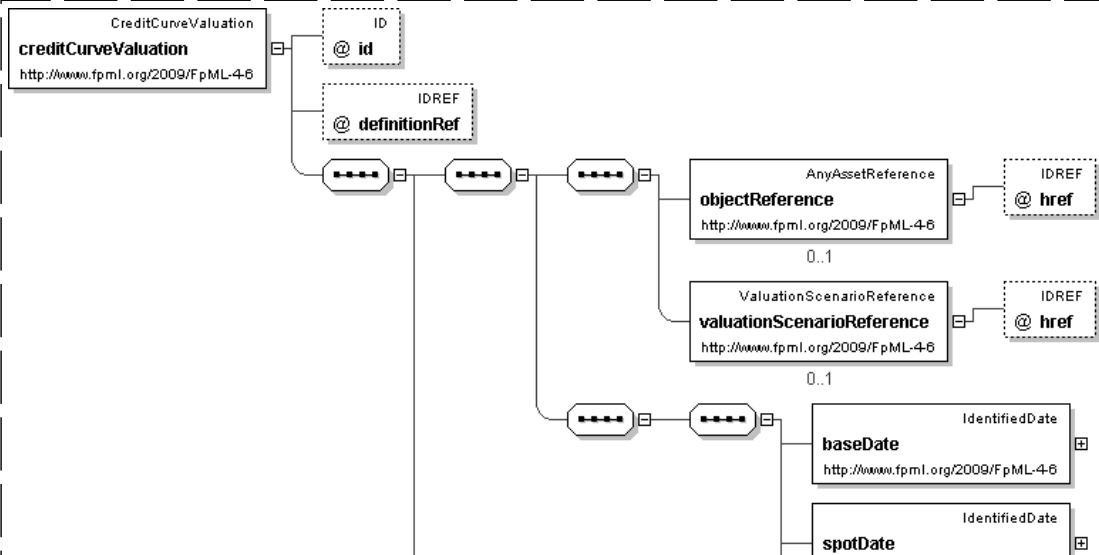 CreditCurveValuation
creditCurveValuation
http://www.fpml.org/2009/FpML-4-6
ID
@ id
IDREF
@ definitionRef
AnyAssetReference
objectReference
http://www.fpml.org/2009/FpML-4-6
0..1
IDREF
@ href
ValuationScenarioReference
valuationScenarioReference
http://www.fpml.org/2009/FpML-4-6
0..1
IDREF
@ href
IdentifiedDate
baseDate
http://www.fpml.org/2009/FpML-4-6
IdentifiedDate
spotDate